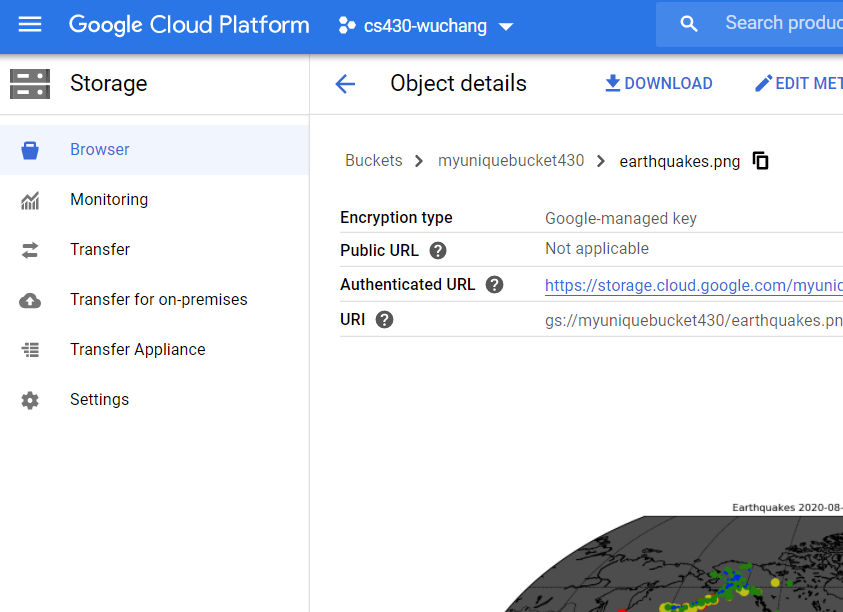 Google Cloud Platform
cs430-wuchang
Search produc
Storage
Object details
DOWNLOAD
EDIT MET
Browser
Monitoring
Transfer
Transfer for on-premises
Transfer Appliance
Settings
Buckets > myuniquebucket430 > earthquakes.png
Encryption type Google-managed key
Public URL ? Not applicable
Authenticated URL ? https://storage.cloud.google.com/myuniq
URI ? gs://myuniquebucket430/earthquakes.pn
Earthquakes 2020-08-